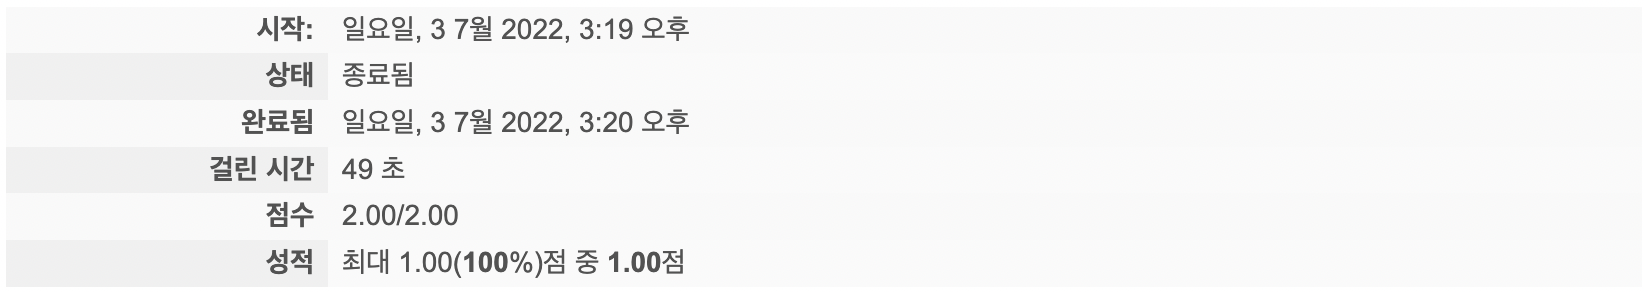 시작: 일요일, 3 7월 2022, 3:19 오후
상태 종료됨
완료됨 일요일, 3 7월 2022, 3:20 오후
걸린 시간 49 초
점수 2.00/2.00
성적 최대 1.00(100%)점 중 1.00점